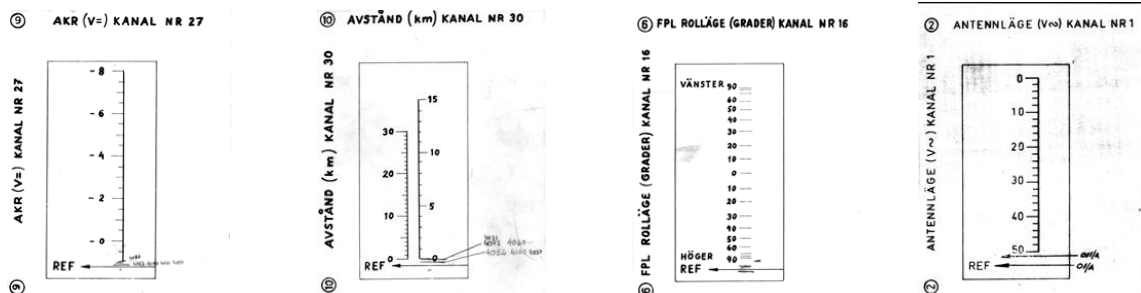 ⑨ AKR (V=) KANAL NR 27
AKR (V=) KANAL NR 27
- 8
- 6
- 4
- 2
- 0
REF
⑨
⑩ AVSTÅND (km) KANAL NR 30
AVSTÅND (km) KANAL NR 30
15
30
10
20
5
10
0
0
4040
REF
⑩
⑥ FPL ROLLÄGE (GRADER) KANAL NR 16
FPL ROLLÄGE (GRADER) KANAL NR 16
VÄNSTER 90
60
50
40
30
20
10
0
10
20
30
40
50
60
HÖGER 90
REF
⑥
② ANTENNLÄGE (V∾) KANAL NR 1
ANTENNLÄGE (V~) KANAL NR 1
0
10
20
30
40
50
REF
01/A
②